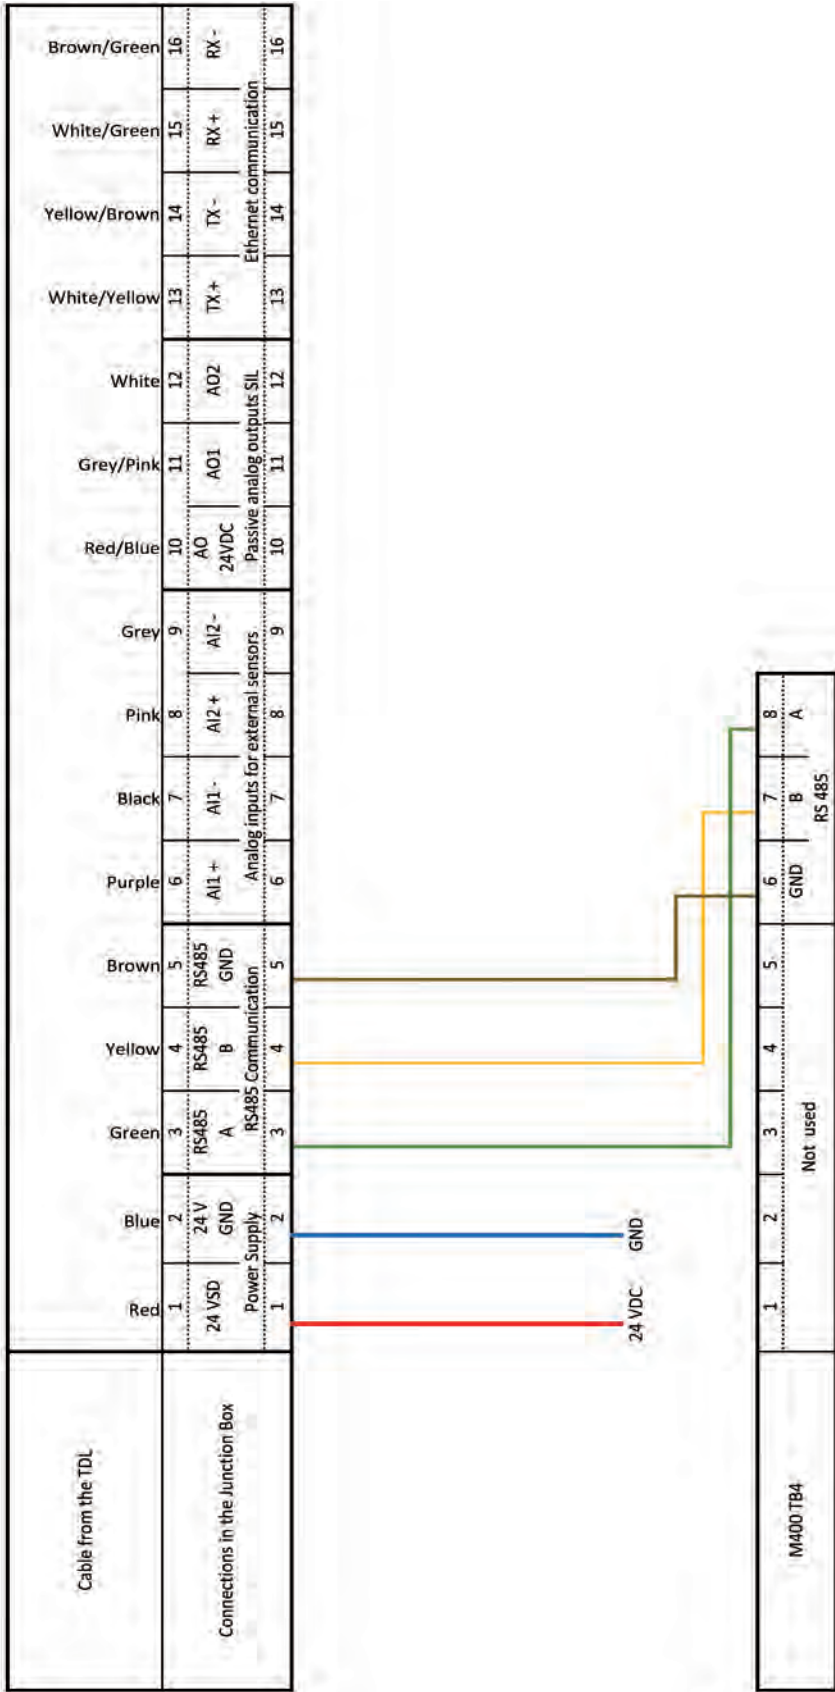 Cable from the TDL
Red
Blue
Green
Yellow
Brown
Purple
Black
Pink
Grey
Red/Blue
Grey/Pink
White
White/Yellow
Yellow/Brown
White/Green
Brown/Green
Connections in the Junction Box
1 2 3 4 5 6 7 8 9 10 11 12 13 14 15 16
24 VSD
24 V
GND
RS485
A
RS485
B
RS485
GND
AI1 +
AI1 -
AI2 +
AI2 -
AO
24VDC
AO1
AO2
TX +
TX -
RX +
RX -
Power Supply
RS485 Communication
Analog inputs for external sensors
Passive analog outputs SIL
Ethernet communication
1 2 3 4 5 6 7 8 9 10 11 12 13 14 15 16
24 VDC
GND
M400 TB4
1 2 3 4 5 6 7 8
Not used
GND
B
A
RS 485